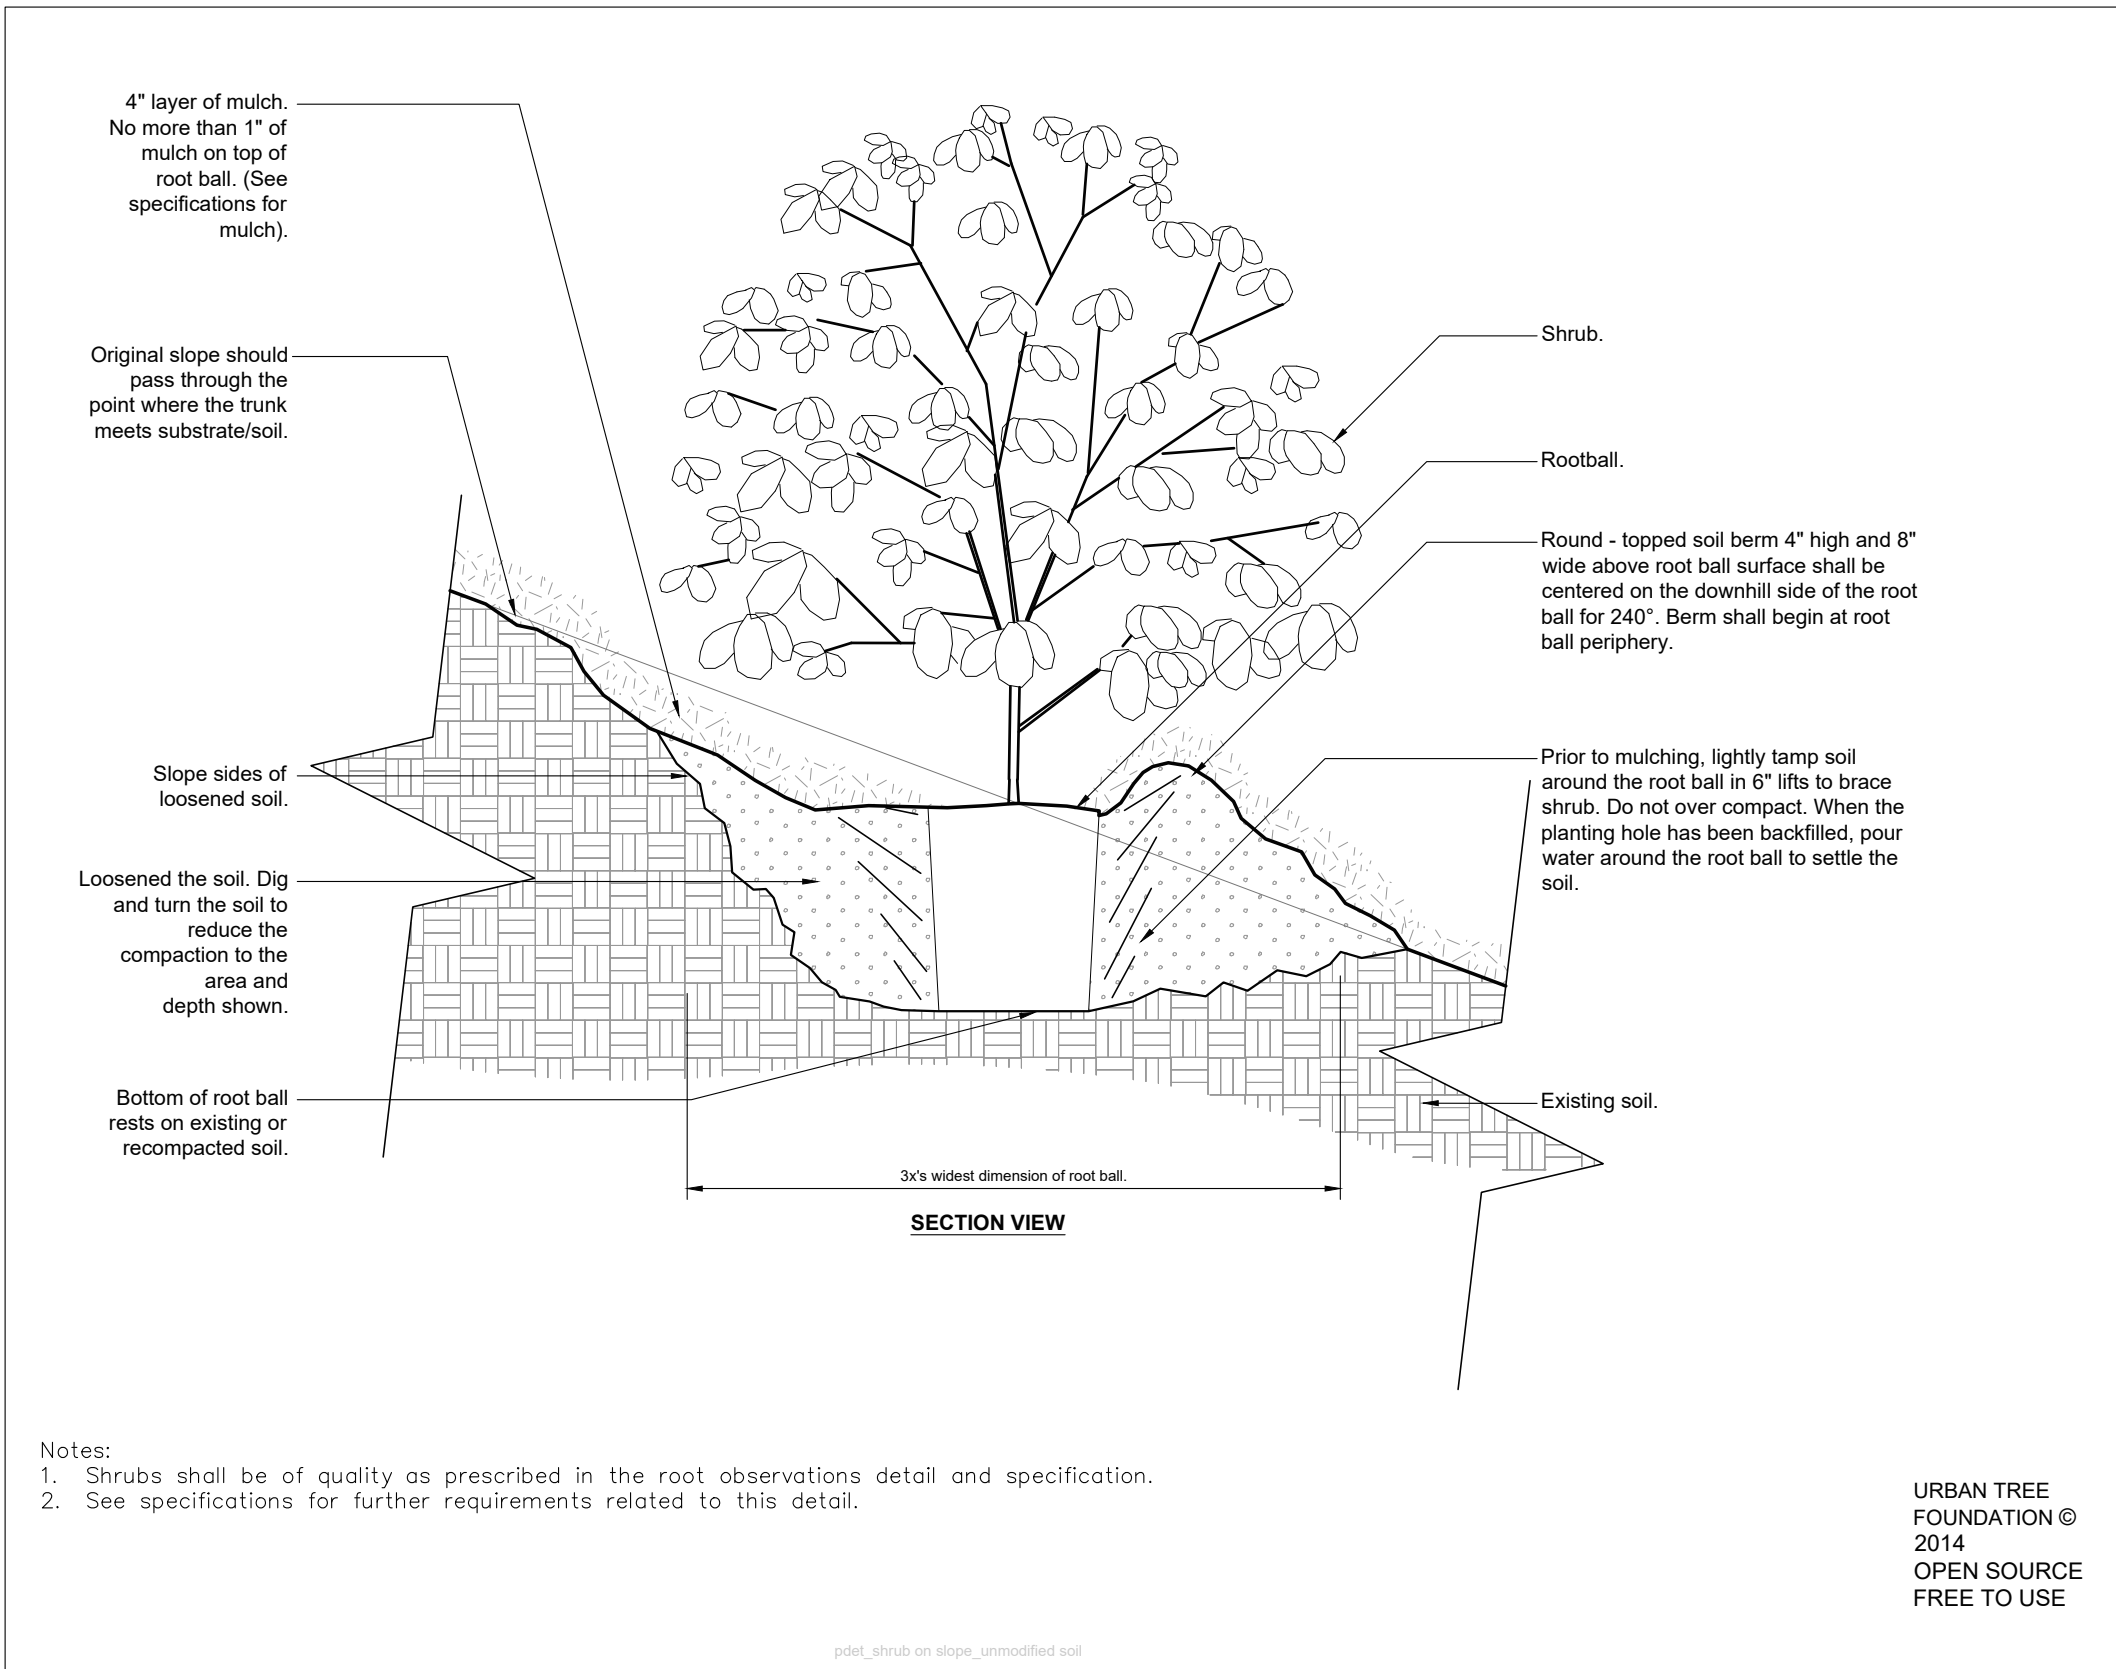 4" layer of mulch.
No more than 1" of
mulch on top of
root ball. (See
specifications for
mulch).
Original slope should
pass through the
point where the trunk
meets substrate/soil.
Slope sides of
loosened soil.
Loosened the soil. Dig
and turn the soil to
reduce the
compaction to the
area and
depth shown.
Bottom of root ball
rests on existing or
recompacted soil.
Shrub.
Rootball.
Round - topped soil berm 4" high and 8"
wide above root ball surface shall be
centered on the downhill side of the root
ball for 240°. Berm shall begin at root
ball periphery.
Prior to mulching, lightly tamp soil
around the root ball in 6" lifts to brace
shrub. Do not over compact. When the
planting hole has been backfilled, pour
water around the root ball to settle the
soil.
Existing soil.
3x's widest dimension of root ball.
SECTION VIEW
Notes:
1. Shrubs shall be of quality as prescribed in the root observations detail and specification.
2. See specifications for further requirements related to this detail.
URBAN TREE
FOUNDATION ©
2014
OPEN SOURCE
FREE TO USE
pdet_shrub on slope_unmodified soil